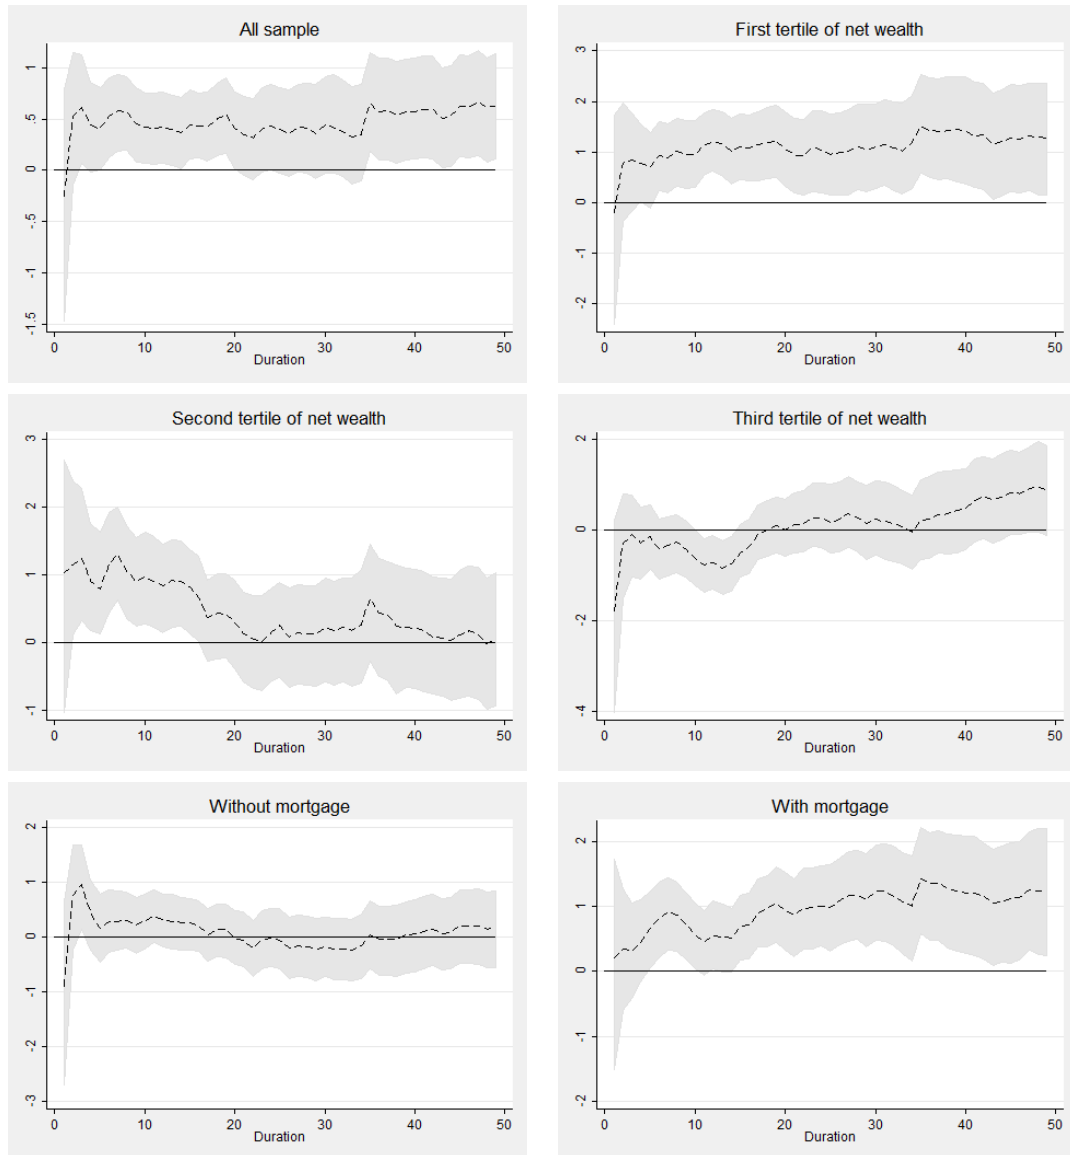 All sample
1
.5
0
-.5
-1
-1.5
0 10 20 30 40 50
Duration
First tertile of net wealth
3
2
1
0
-1
-2
0 10 20 30 40 50
Duration
Second tertile of net wealth
3
2
1
0
-1
0 10 20 30 40 50
Duration
Third tertile of net wealth
2
0
-2
-4
0 10 20 30 40 50
Duration
Without mortgage
2
1
0
-1
-2
-3
0 10 20 30 40 50
Duration
With mortgage
2
1
0
-1
-2
0 10 20 30 40 50
Duration